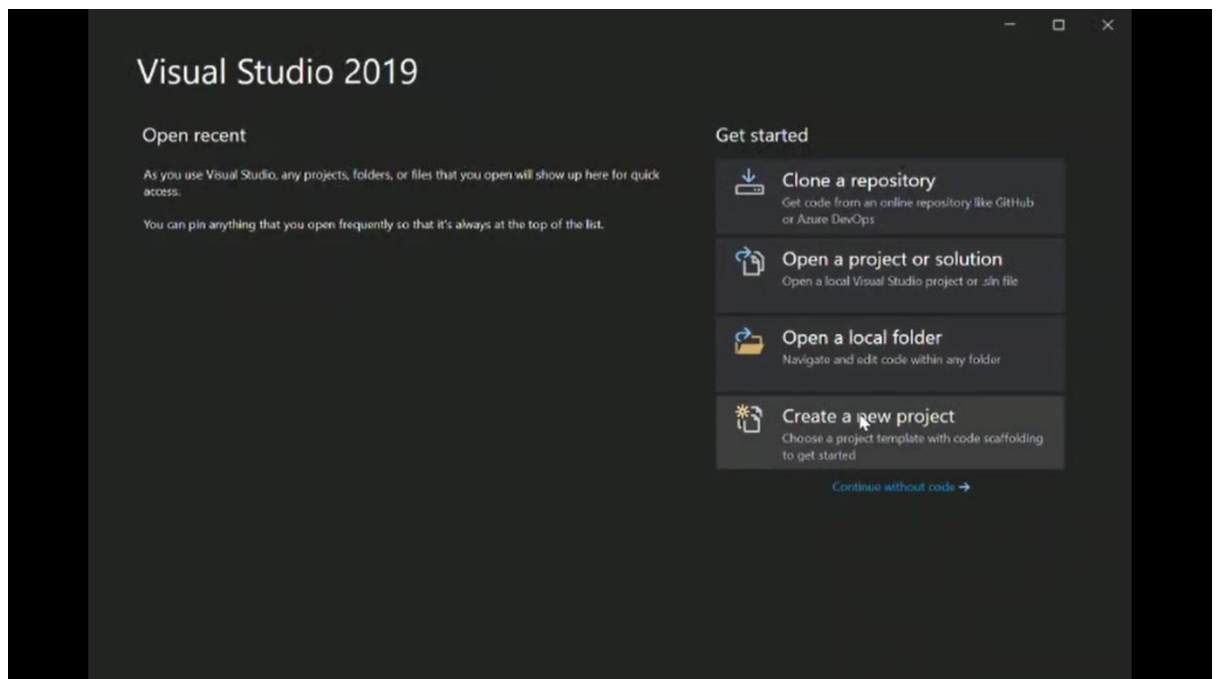 Visual Studio 2019
Open recent
As you use Visual Studio, any projects, folders, or files that you open will show up here for quick
access.
You can pin anything that you open frequently so that it's always at the top of the list.
Get started
Clone a repository
Get code from an online repository like GitHub
or Azure DevOps
Open a project or solution
Open a local Visual Studio project or .sln file
Open a local folder
Navigate and edit code within any folder
Create a new project
Choose a project template with code scaffolding
to get started
Continue without code →